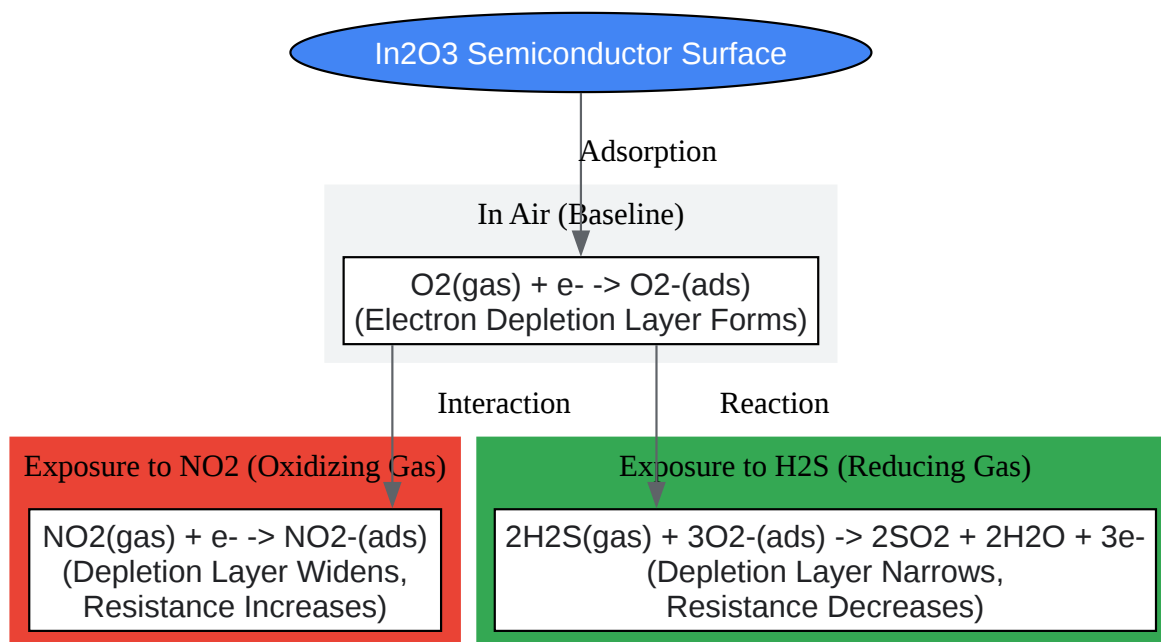 In2O3 Semiconductor Surface
Adsorption
In Air (Baseline)
O2(gas) + e- -> O2-(ads)
(Electron Depletion Layer Forms)
Interaction
Reaction
Exposure to NO2 (Oxidizing Gas)
NO2(gas) + e- -> NO2-(ads)
(Depletion Layer Widens,
Resistance Increases)
Exposure to H2S (Reducing Gas)
2H2S(gas) + 3O2-(ads) -> 2SO2 + 2H2O + 3e-
(Depletion Layer Narrows,
Resistance Decreases)